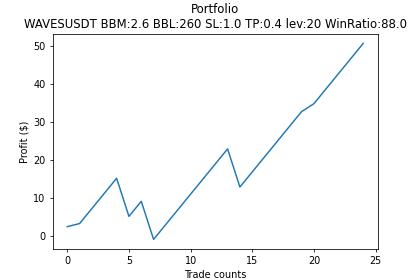 Portfolio
WAVESUSDT BBM:2.6 BBL:260 SL:1.0 TP:0.4 lev:20 WinRatio:88.0
50
40
30
20
10
0
Profit ($)
0 5 10 15 20 25
Trade counts